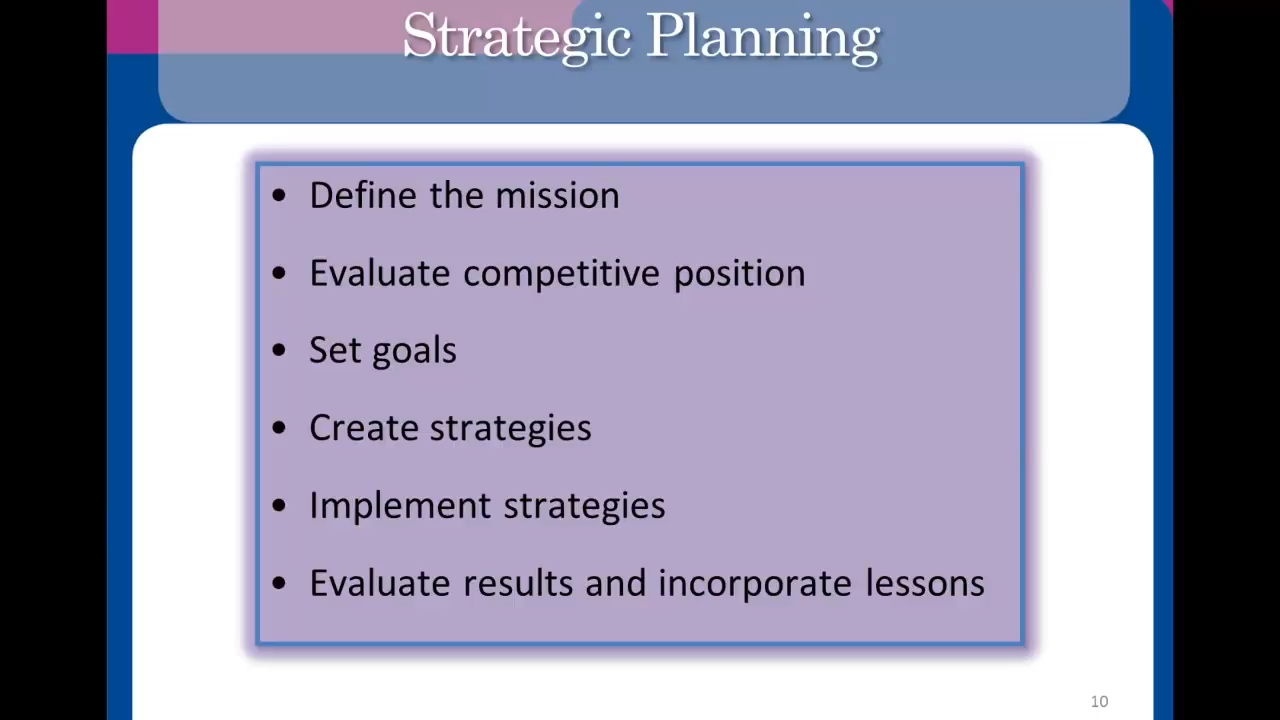 Strategic Planning
• Define the mission
• Evaluate competitive position
• Set goals
• Create strategies
• Implement strategies
• Evaluate results and incorporate lessons
10